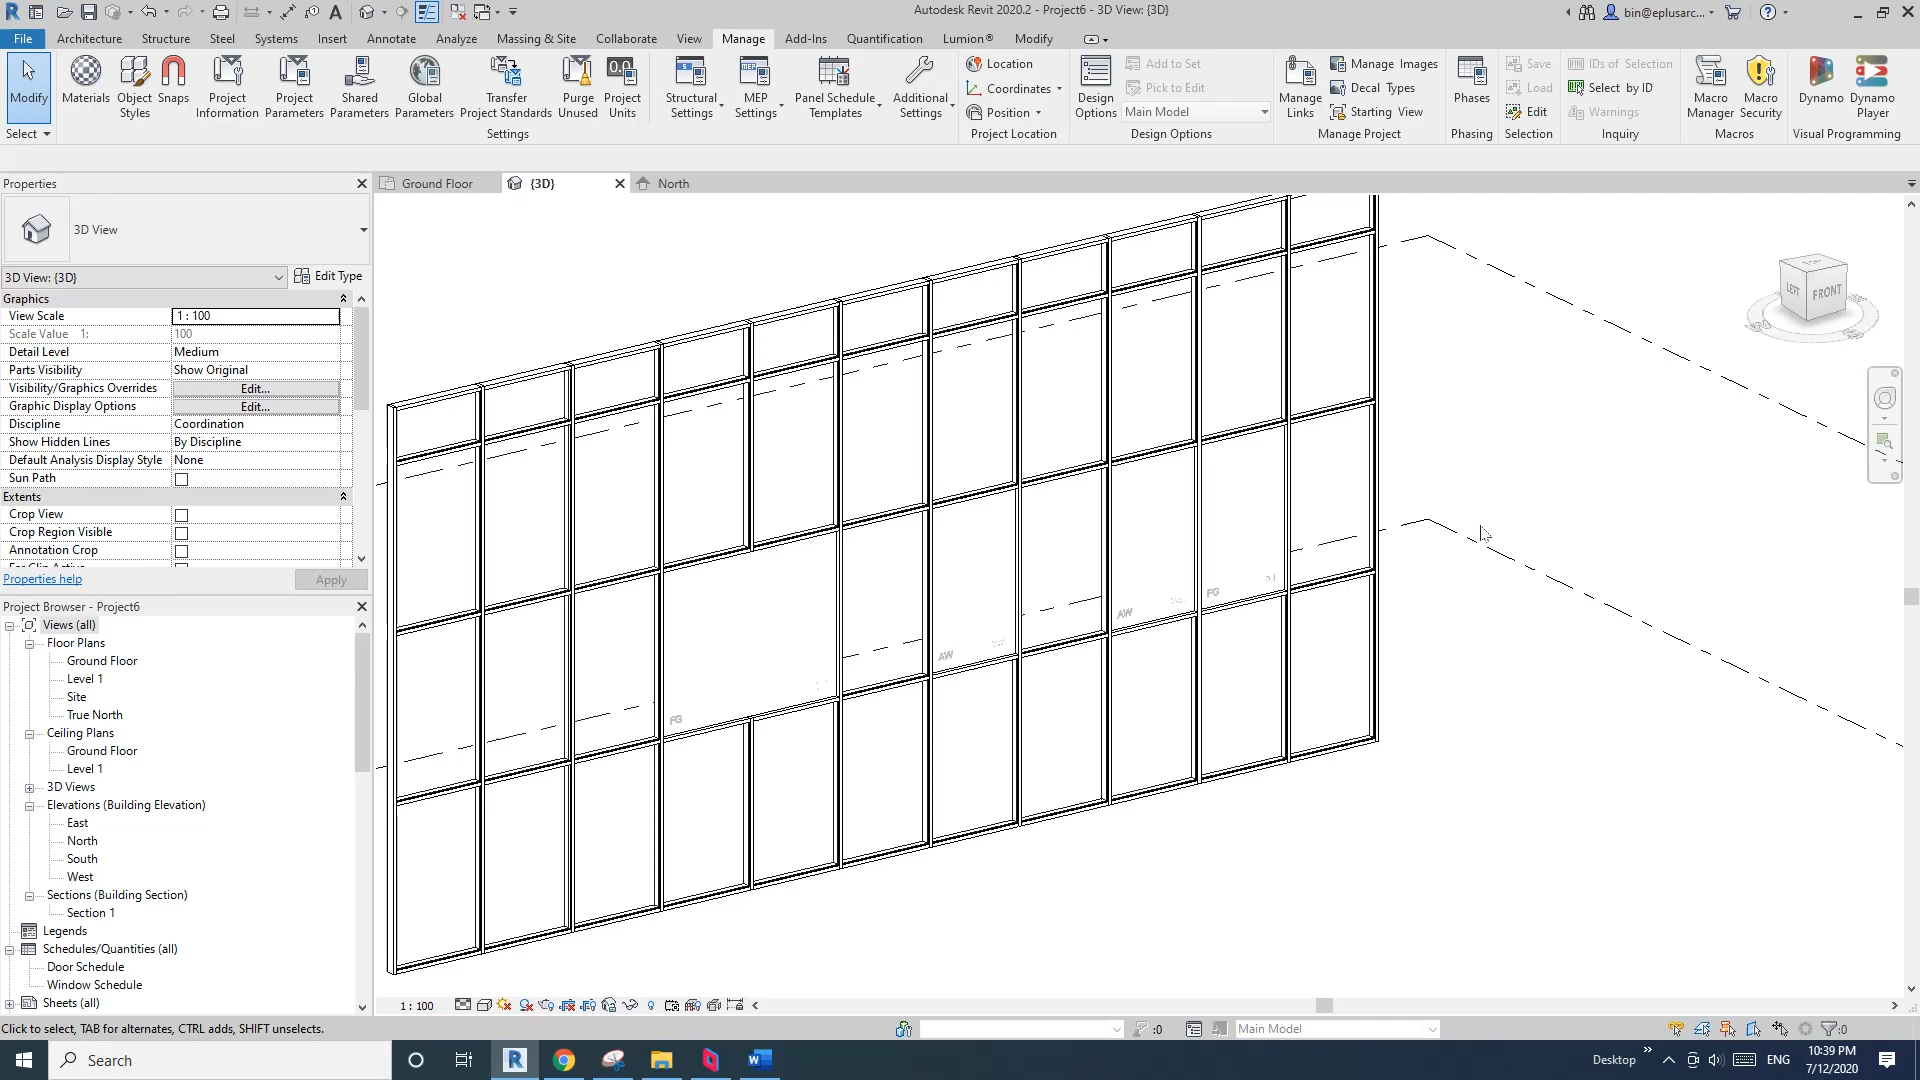 Autodesk Revit 2020.2 - Project6 - 3D View: {3D}
bin@eplusarc...
File Architecture Structure Steel Systems Insert Annotate Analyze Massing & Site Collaborate View Manage Add-Ins Quantification Lumion® Modify
Modify
Select
Materials
Object Styles
Snaps
Project Information
Project Parameters
Shared Parameters
Global Parameters
Transfer Project Standards
Purge Unused
Project Units
Settings
Structural Settings
MEP Settings
Panel Schedule Templates
Additional Settings
Location
Coordinates
Position
Project Location
Design Options
Add to Set
Pick to Edit
Main Model
Design Options
Manage Links
Manage Images
Decal Types
Starting View
Manage Project
Phases
Phasing
Save
Load
Edit
Selection
IDs of Selection
Select by ID
Warnings
Inquiry
Macro Manager
Macro Security
Macros
Dynamo
Dynamo Player
Visual Programming
Properties
3D View
3D View: {3D}
Edit Type
Graphics
View Scale 1 : 100
Scale Value 1: 100
Detail Level Medium
Parts Visibility Show Original
Visibility/Graphics Overrides Edit...
Graphic Display Options Edit...
Discipline Coordination
Show Hidden Lines By Discipline
Default Analysis Display Style None
Sun Path
Extents
Crop View
Crop Region Visible
Annotation Crop
Properties help
Apply
Project Browser - Project6
Views (all)
Floor Plans
Ground Floor
Level 1
Site
True North
Ceiling Plans
Ground Floor
Level 1
3D Views
Elevations (Building Elevation)
East
North
South
West
Sections (Building Section)
Section 1
Legends
Schedules/Quantities (all)
Door Schedule
Window Schedule
Sheets (all)
Ground Floor {3D} North
LEFT FRONT
FG
AW
AW
FG
1 : 100
Click to select, TAB for alternates, CTRL adds, SHIFT unselects.
:0
Main Model
:0
Search
Desktop
ENG
10:39 PM
7/12/2020